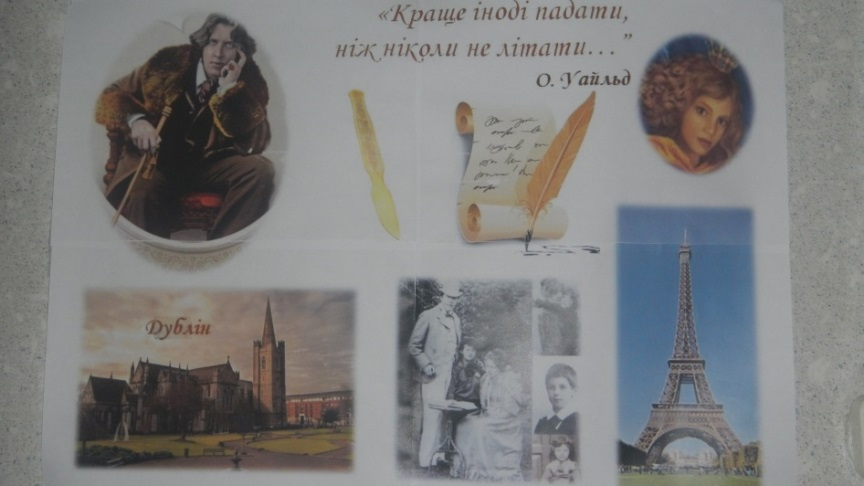 «Краще іноді падати,
ніж ніколи не літати…”
О. Уайльд
Дублін